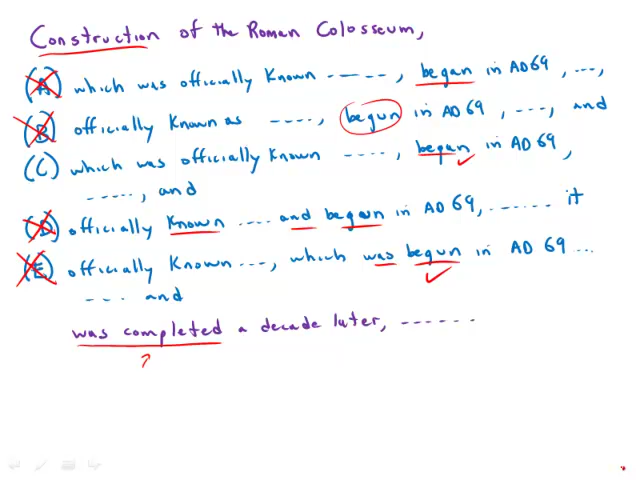 Construction of the Roman Colosseum,
(A) which was officially Known -----, began in AD 69, ...,
(B) officially Known as ----, begun in AD 69, ---, and
(C) which was officially Known ----, began in AD 69,
----, and
(D) officially Known ---- and began in AD 69, ------ it
(E) officially Known ---, which was begun in AD 69 ...
--- and
was completed a decade later, ------
?